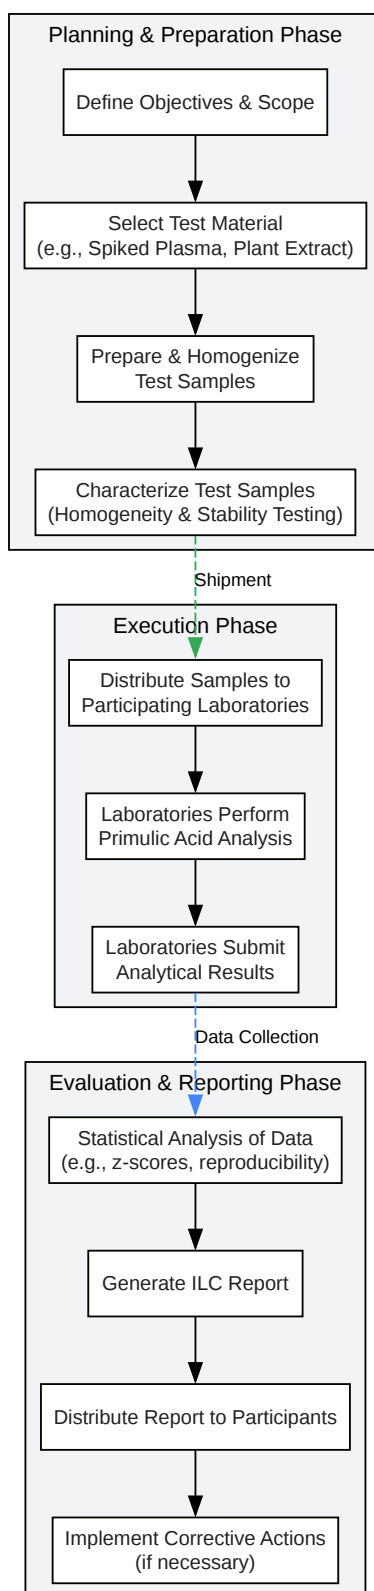 Planning & Preparation Phase
Define Objectives & Scope
Select Test Material
(e.g., Spiked Plasma, Plant Extract)
Prepare & Homogenize
Test Samples
Characterize Test Samples
(Homogeneity & Stability Testing)
Shipment
Execution Phase
Distribute Samples to
Participating Laboratories
Laboratories Perform
Primulic Acid Analysis
Laboratories Submit
Analytical Results
Data Collection
Evaluation & Reporting Phase
Statistical Analysis of Data
(e.g., z-scores, reproducibility)
Generate ILC Report
Distribute Report to Participants
Implement Corrective Actions
(if necessary)